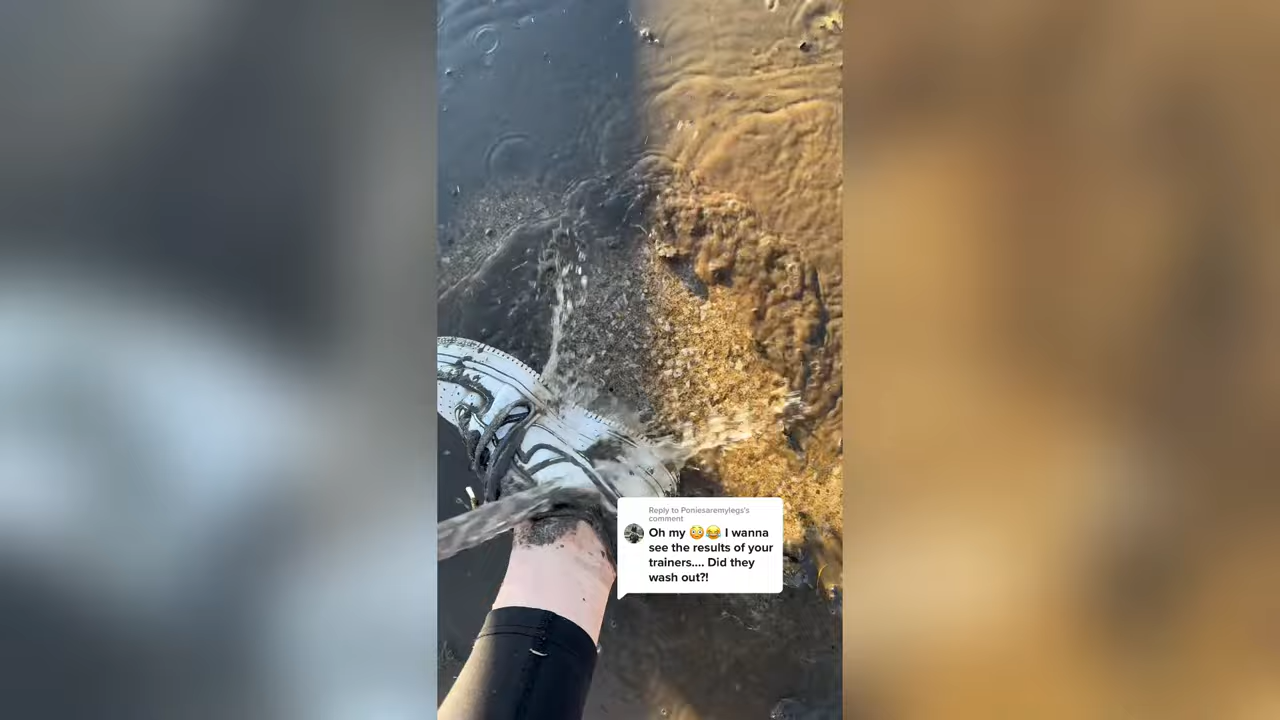 Reply to Poniesaremylegs's
comment
Oh my 😳😂 I wanna
see the results of your
trainers.... Did they
wash out?!